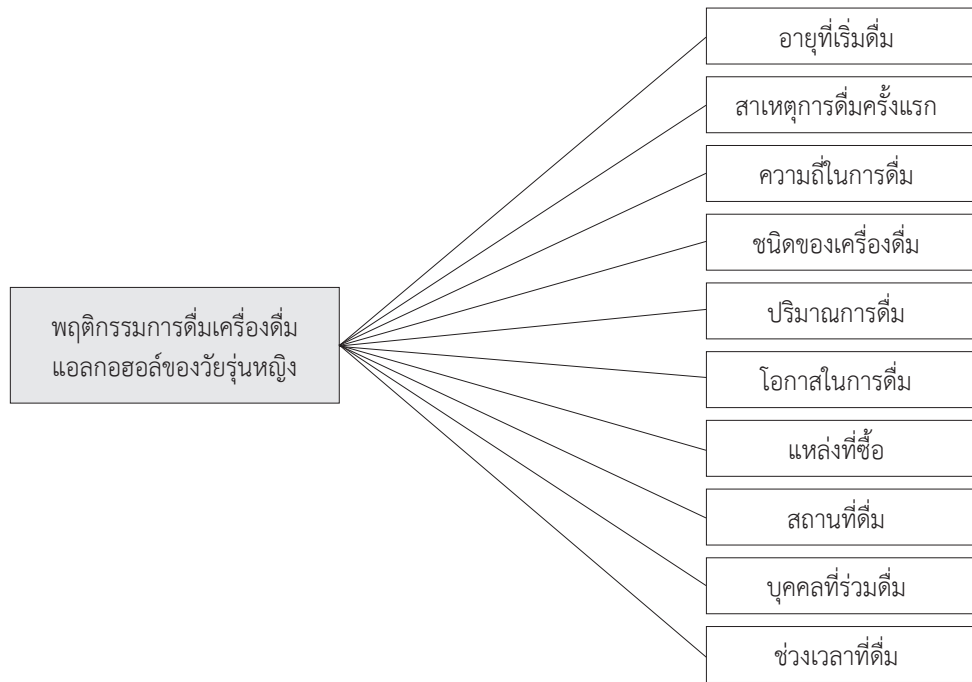 อายุที่เริ่มดื่ม
สาเหตุการดื่มครั้งแรก
ความถี่ในการดื่ม
ชนิดของเครื่องดื่ม
พฤติกรรมการดื่มเครื่องดื่ม
แอลกอฮอล์ของวัยรุ่นหญิง
ปริมาณการดื่ม
โอกาสในการดื่ม
แหล่งที่ซื้อ
สถานที่ดื่ม
บุคคลที่ร่วมดื่ม
ช่วงเวลาที่ดื่ม